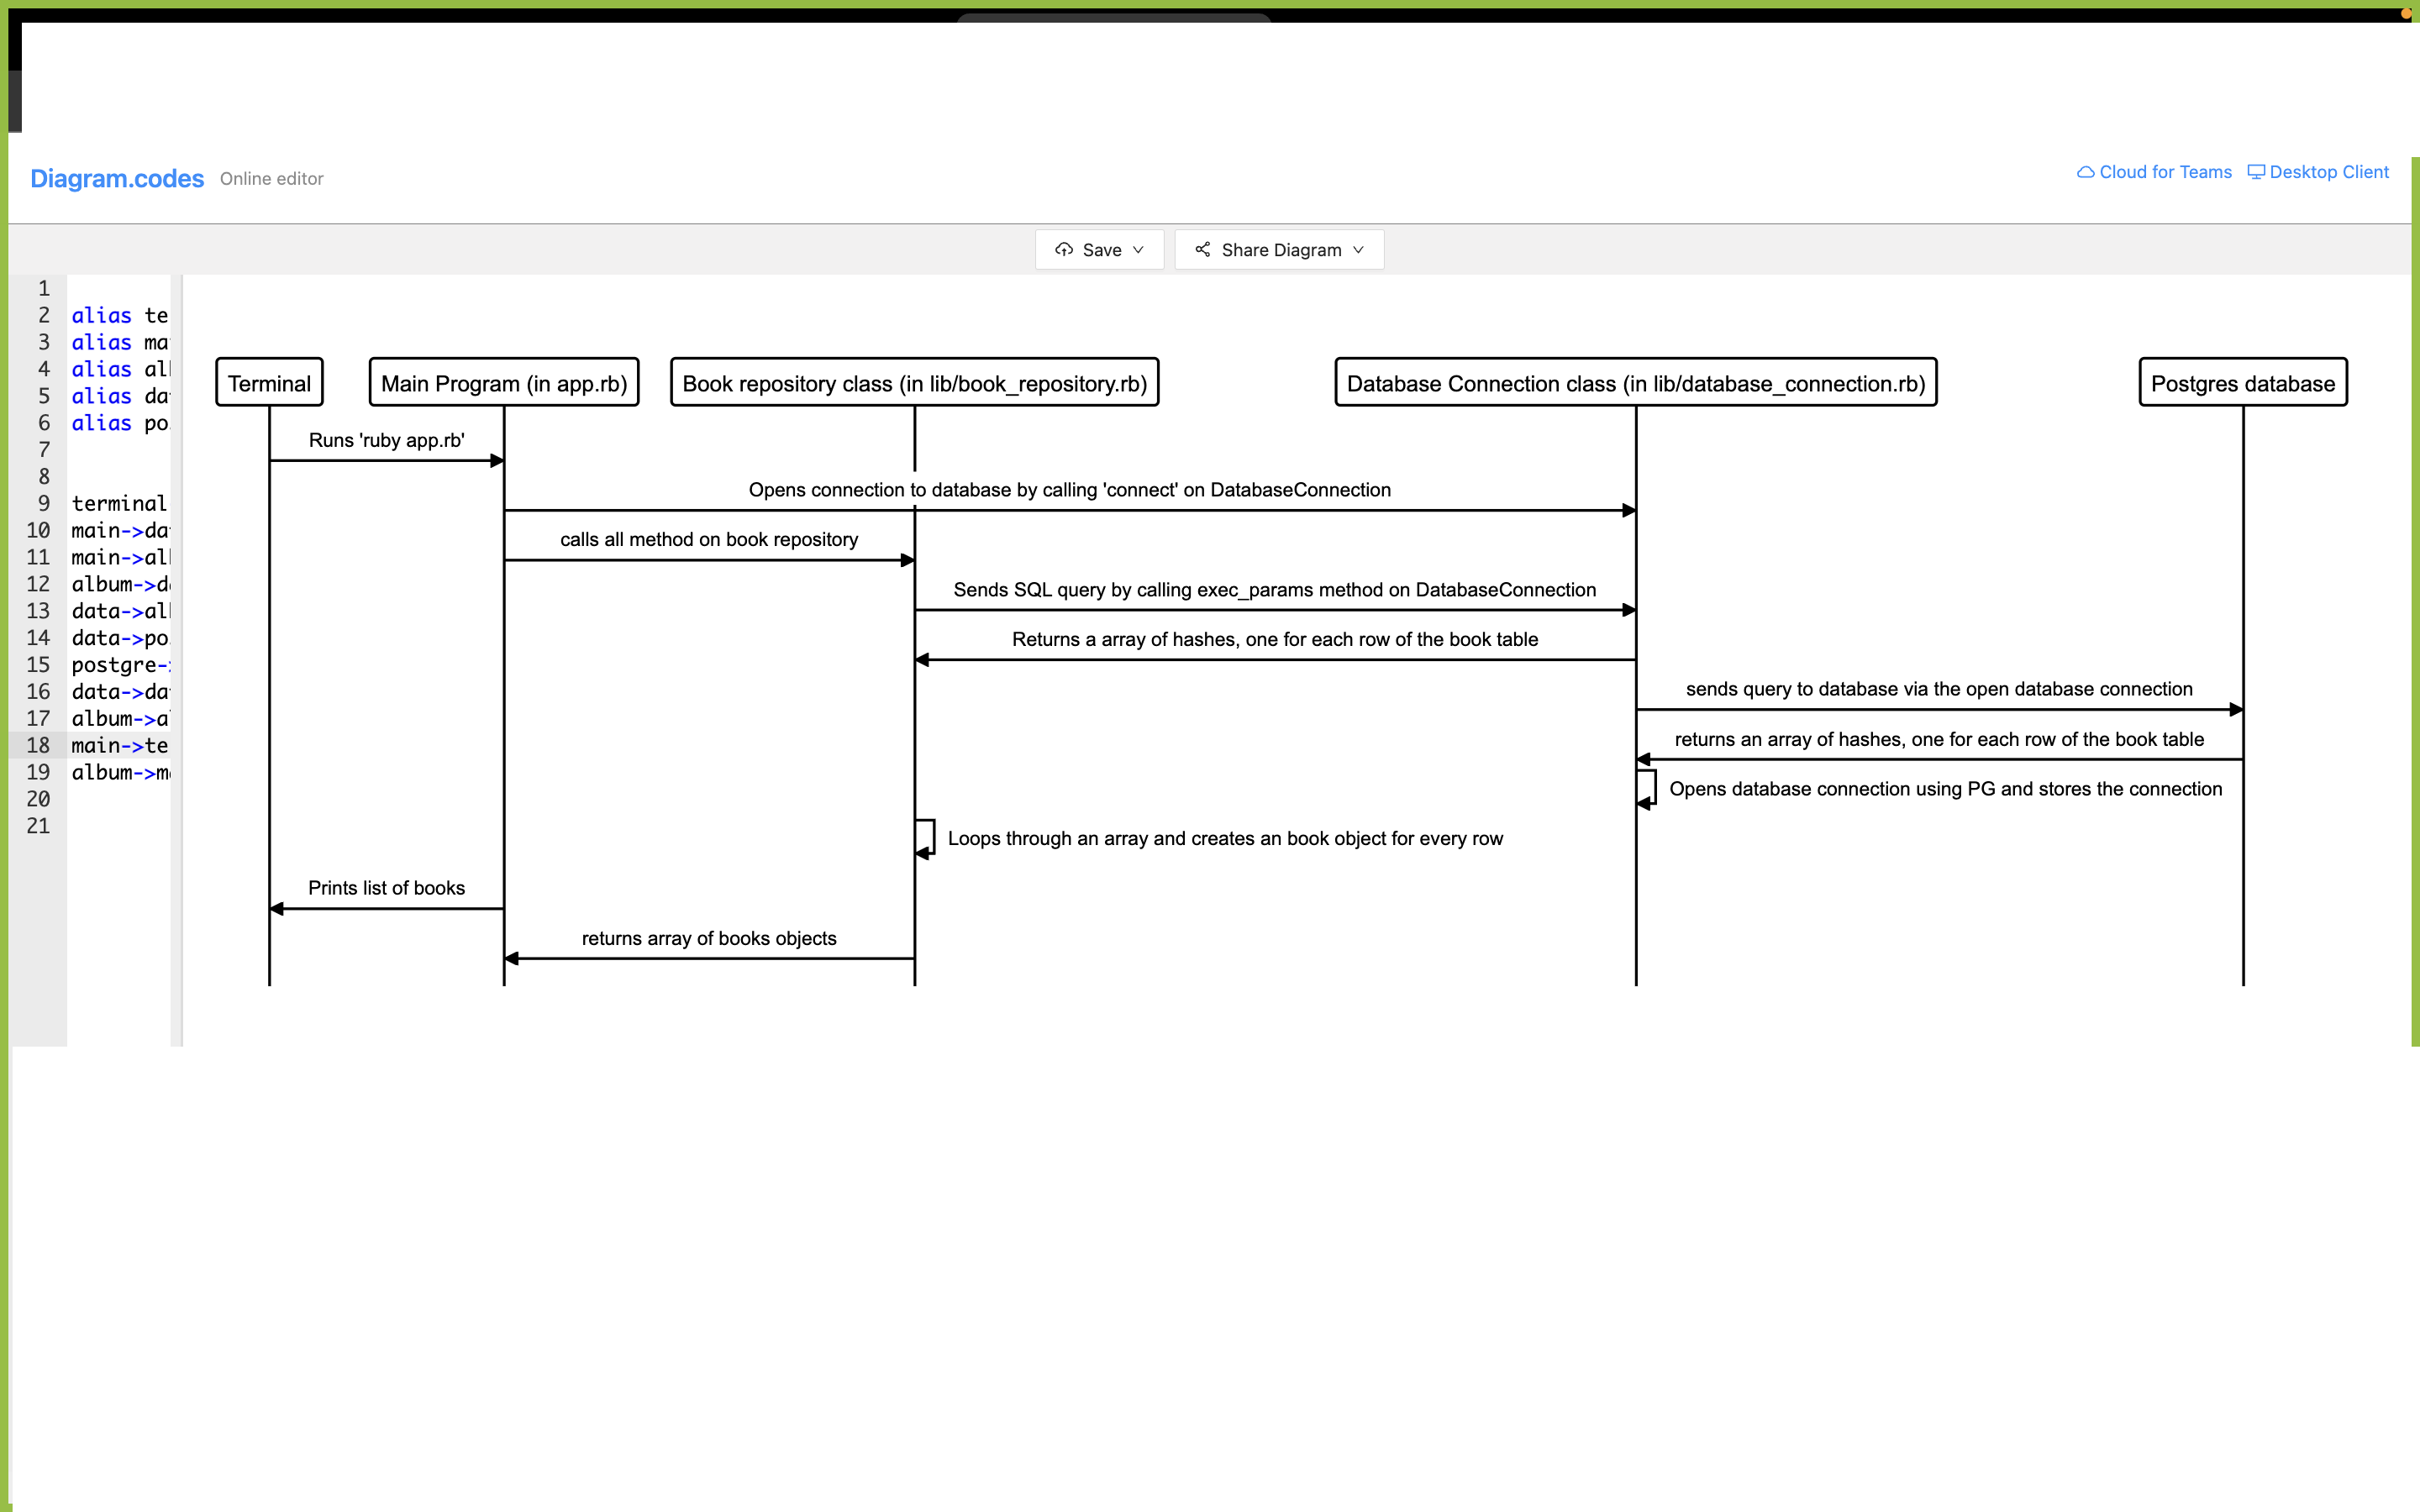 Diagram.codes Online editor
Cloud for Teams Desktop Client
Save Share Diagram
1
2 alias te
3 alias ma
4 alias al
5 alias da
6 alias po
7
8
9 terminal
10 main->da
11 main->al
12 album->d
13 data->al
14 data->po
15 postgre-
16 data->da
17 album->a
18 main->te
19 album->m
20
21
Terminal
Main Program (in app.rb)
Book repository class (in lib/book_repository.rb)
Database Connection class (in lib/database_connection.rb)
Postgres database
Runs 'ruby app.rb'
Opens connection to database by calling 'connect' on DatabaseConnection
calls all method on book repository
Sends SQL query by calling exec_params method on DatabaseConnection
Returns a array of hashes, one for each row of the book table
sends query to database via the open database connection
returns an array of hashes, one for each row of the book table
Opens database connection using PG and stores the connection
Loops through an array and creates an book object for every row
Prints list of books
returns array of books objects